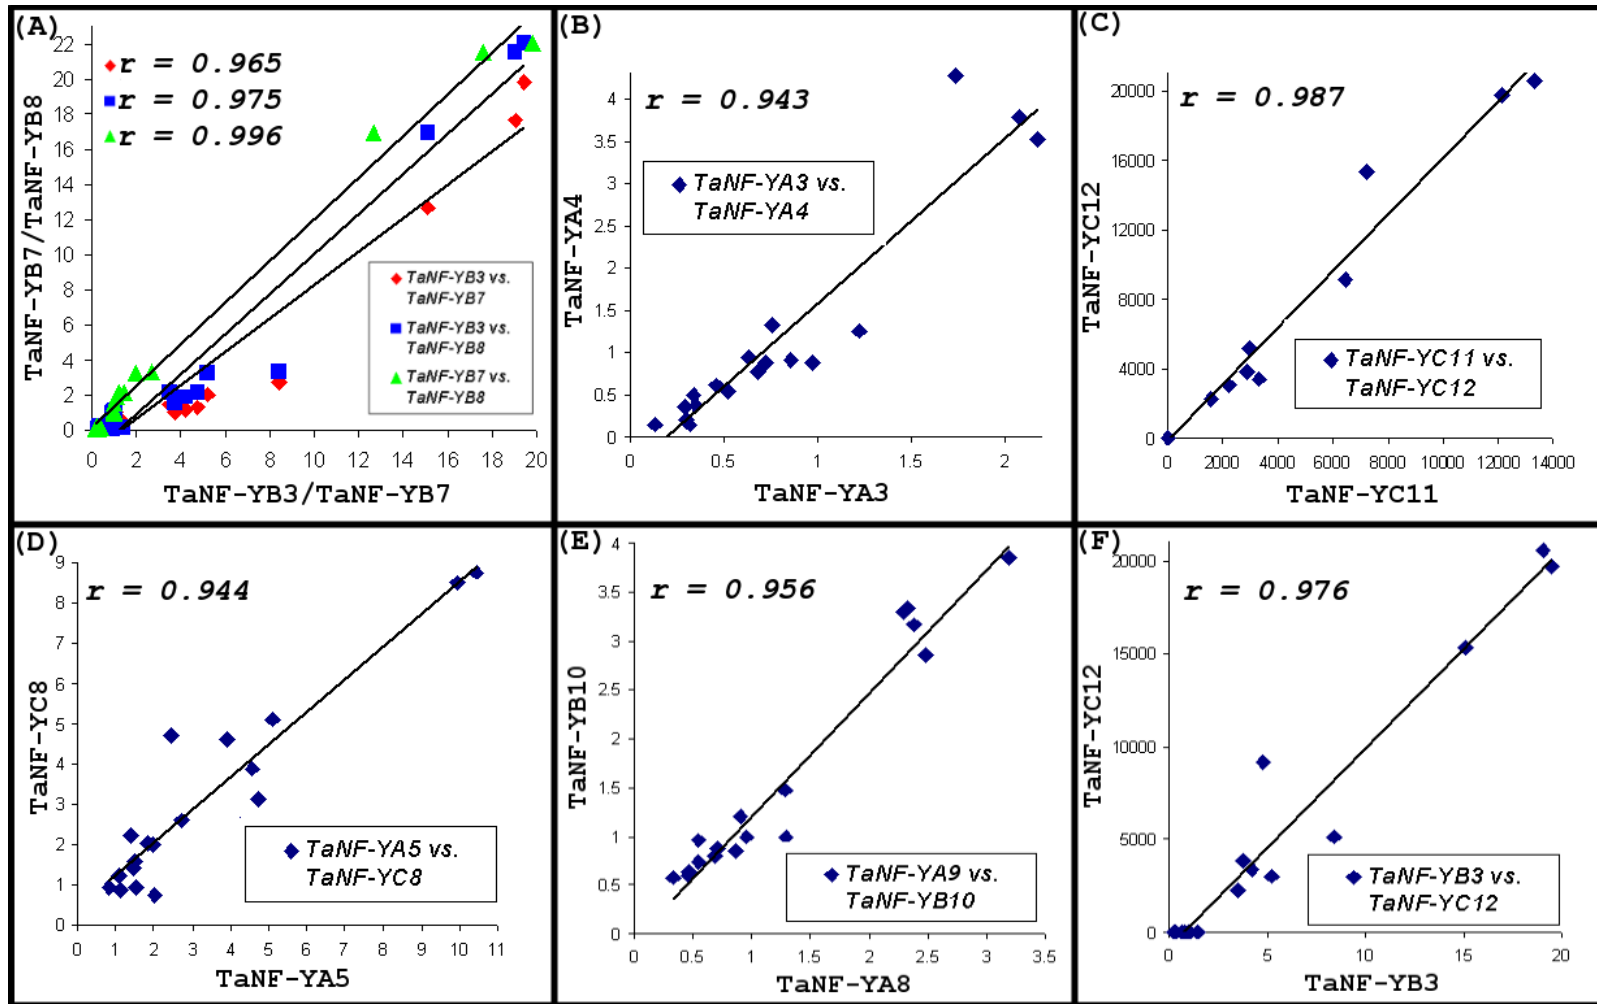 (A)
r = 0.965
r = 0.975
r = 0.996
TaNF-YB7/TaNF-YB8
22
20
18
16
14
12
10
8
6
4
2
0
TaNF-YB3 vs.
TaNF-YB7
TaNF-YB3 vs.
TaNF-YB8
TaNF-YB7 vs.
TaNF-YB8
0 2 4 6 8 10 12 14 16 18 20
TaNF-YB3/TaNF-YB7
(B)
r = 0.943
TaNF-YA4
4
3.5
3
2.5
2
1.5
1
0.5
0
TaNF-YA3 vs.
TaNF-YA4
0 0.5 1 1.5 2
TaNF-YA3
(C)
r = 0.987
TaNF-YC12
20000
16000
12000
8000
4000
0
TaNF-YC11 vs.
TaNF-YC12
0 2000 4000 6000 8000 10000 12000 14000
TaNF-YC11
(D)
r = 0.944
TaNF-YC8
9
8
7
6
5
4
3
2
1
0
TaNF-YA5 vs.
TaNF-YC8
0 1 2 3 4 5 6 7 8 9 10 11
TaNF-YA5
(E)
r = 0.956
TaNF-YB10
4
3.5
3
2.5
2
1.5
1
0.5
0
TaNF-YA9 vs.
TaNF-YB10
0 0.5 1 1.5 2 2.5 3 3.5
TaNF-YA8
(F)
r = 0.976
TaNF-YC12
20000
15000
10000
5000
0
TaNF-YB3 vs.
TaNF-YC12
0 5 10 15 20
TaNF-YB3